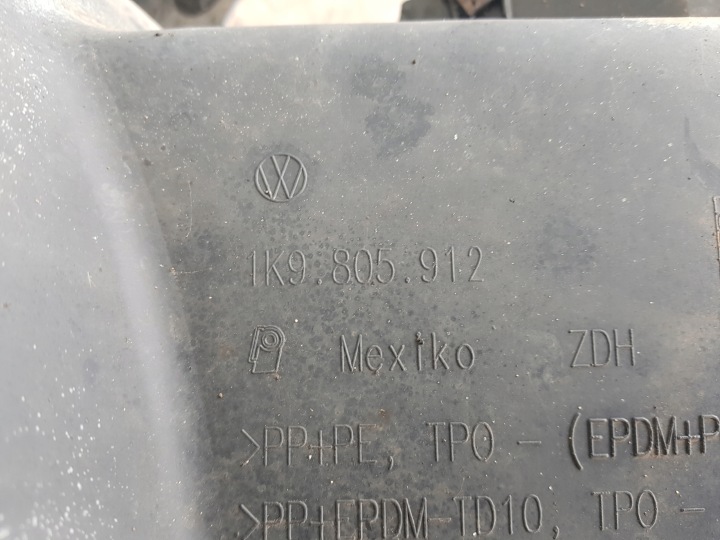 1K9.805.912
Mexiko ZDH
>PP+PE, TPO - (EPDM+P
>PP+EPDM-TD10, TPO -